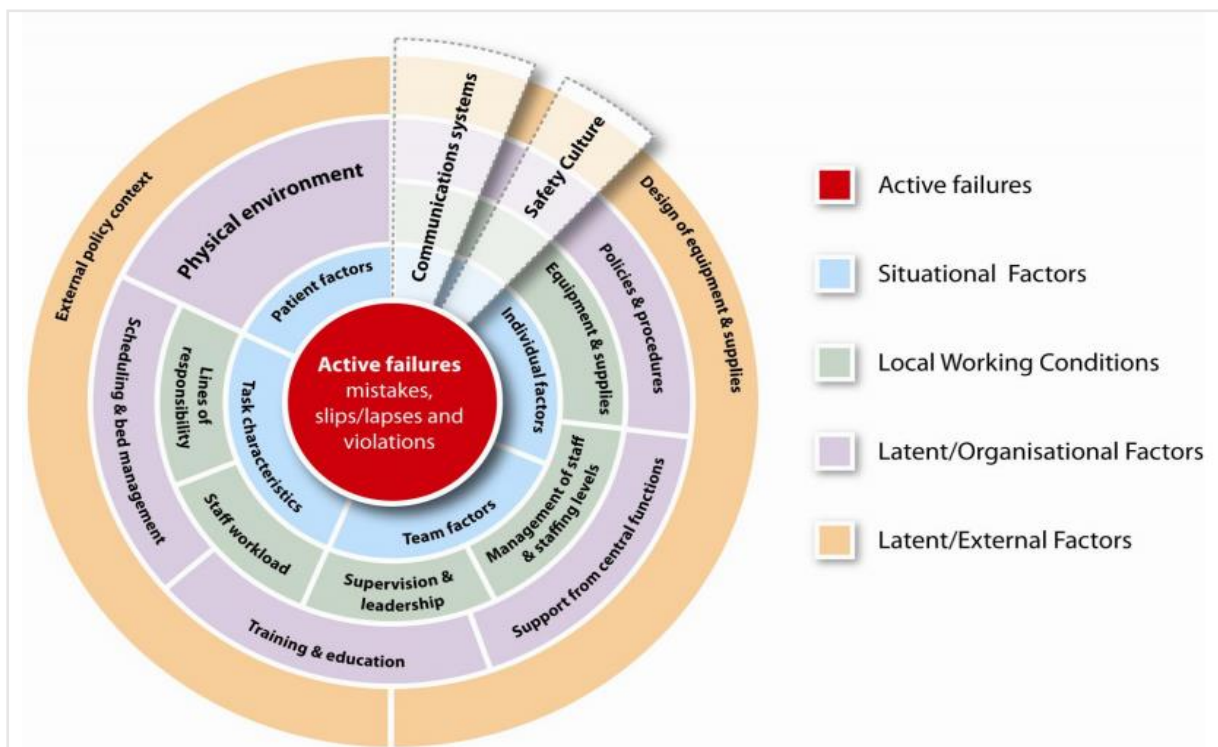 Communications systems
Safety Culture
External policy context
Design of equipment & supplies
Physical environment
Policies & procedures
Support from central functions
Training & education
Scheduling & bed management
Equipment & supplies
Management of staff
& staffing levels
Supervision &
leadership
Staff workload
Lines of
responsibility
Patient factors
Individual factors
Team factors
Task characteristics
Active failures
mistakes,
slips/lapses and
violations
Active failures
Situational Factors
Local Working Conditions
Latent/Organisational Factors
Latent/External Factors